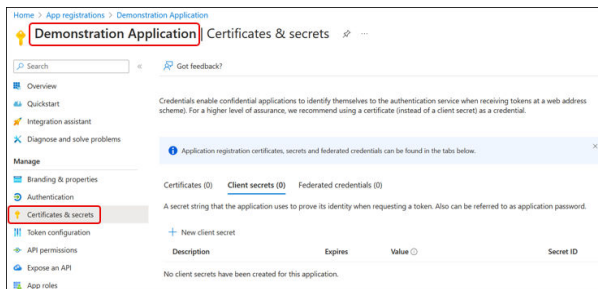 Home > App registrations > Demonstration Application
Demonstration Application | Certificates & secrets
Search
Got feedback?
Overview
Quickstart
Integration assistant
Diagnose and solve problems
Manage
Branding & properties
Authentication
Certificates & secrets
Token configuration
API permissions
Expose an API
App roles
Credentials enable confidential applications to identify themselves to the authentication service when receiving tokens at a web address
scheme). For a higher level of assurance, we recommend using a certificate (instead of a client secret) as a credential.
Application registration certificates, secrets and federated credentials can be found in the tabs below.
Certificates (0) Client secrets (0) Federated credentials (0)
A secret string that the application uses to prove its identity when requesting a token. Also can be referred to as application password.
New client secret
Description Expires Value Secret ID
No client secrets have been created for this application.